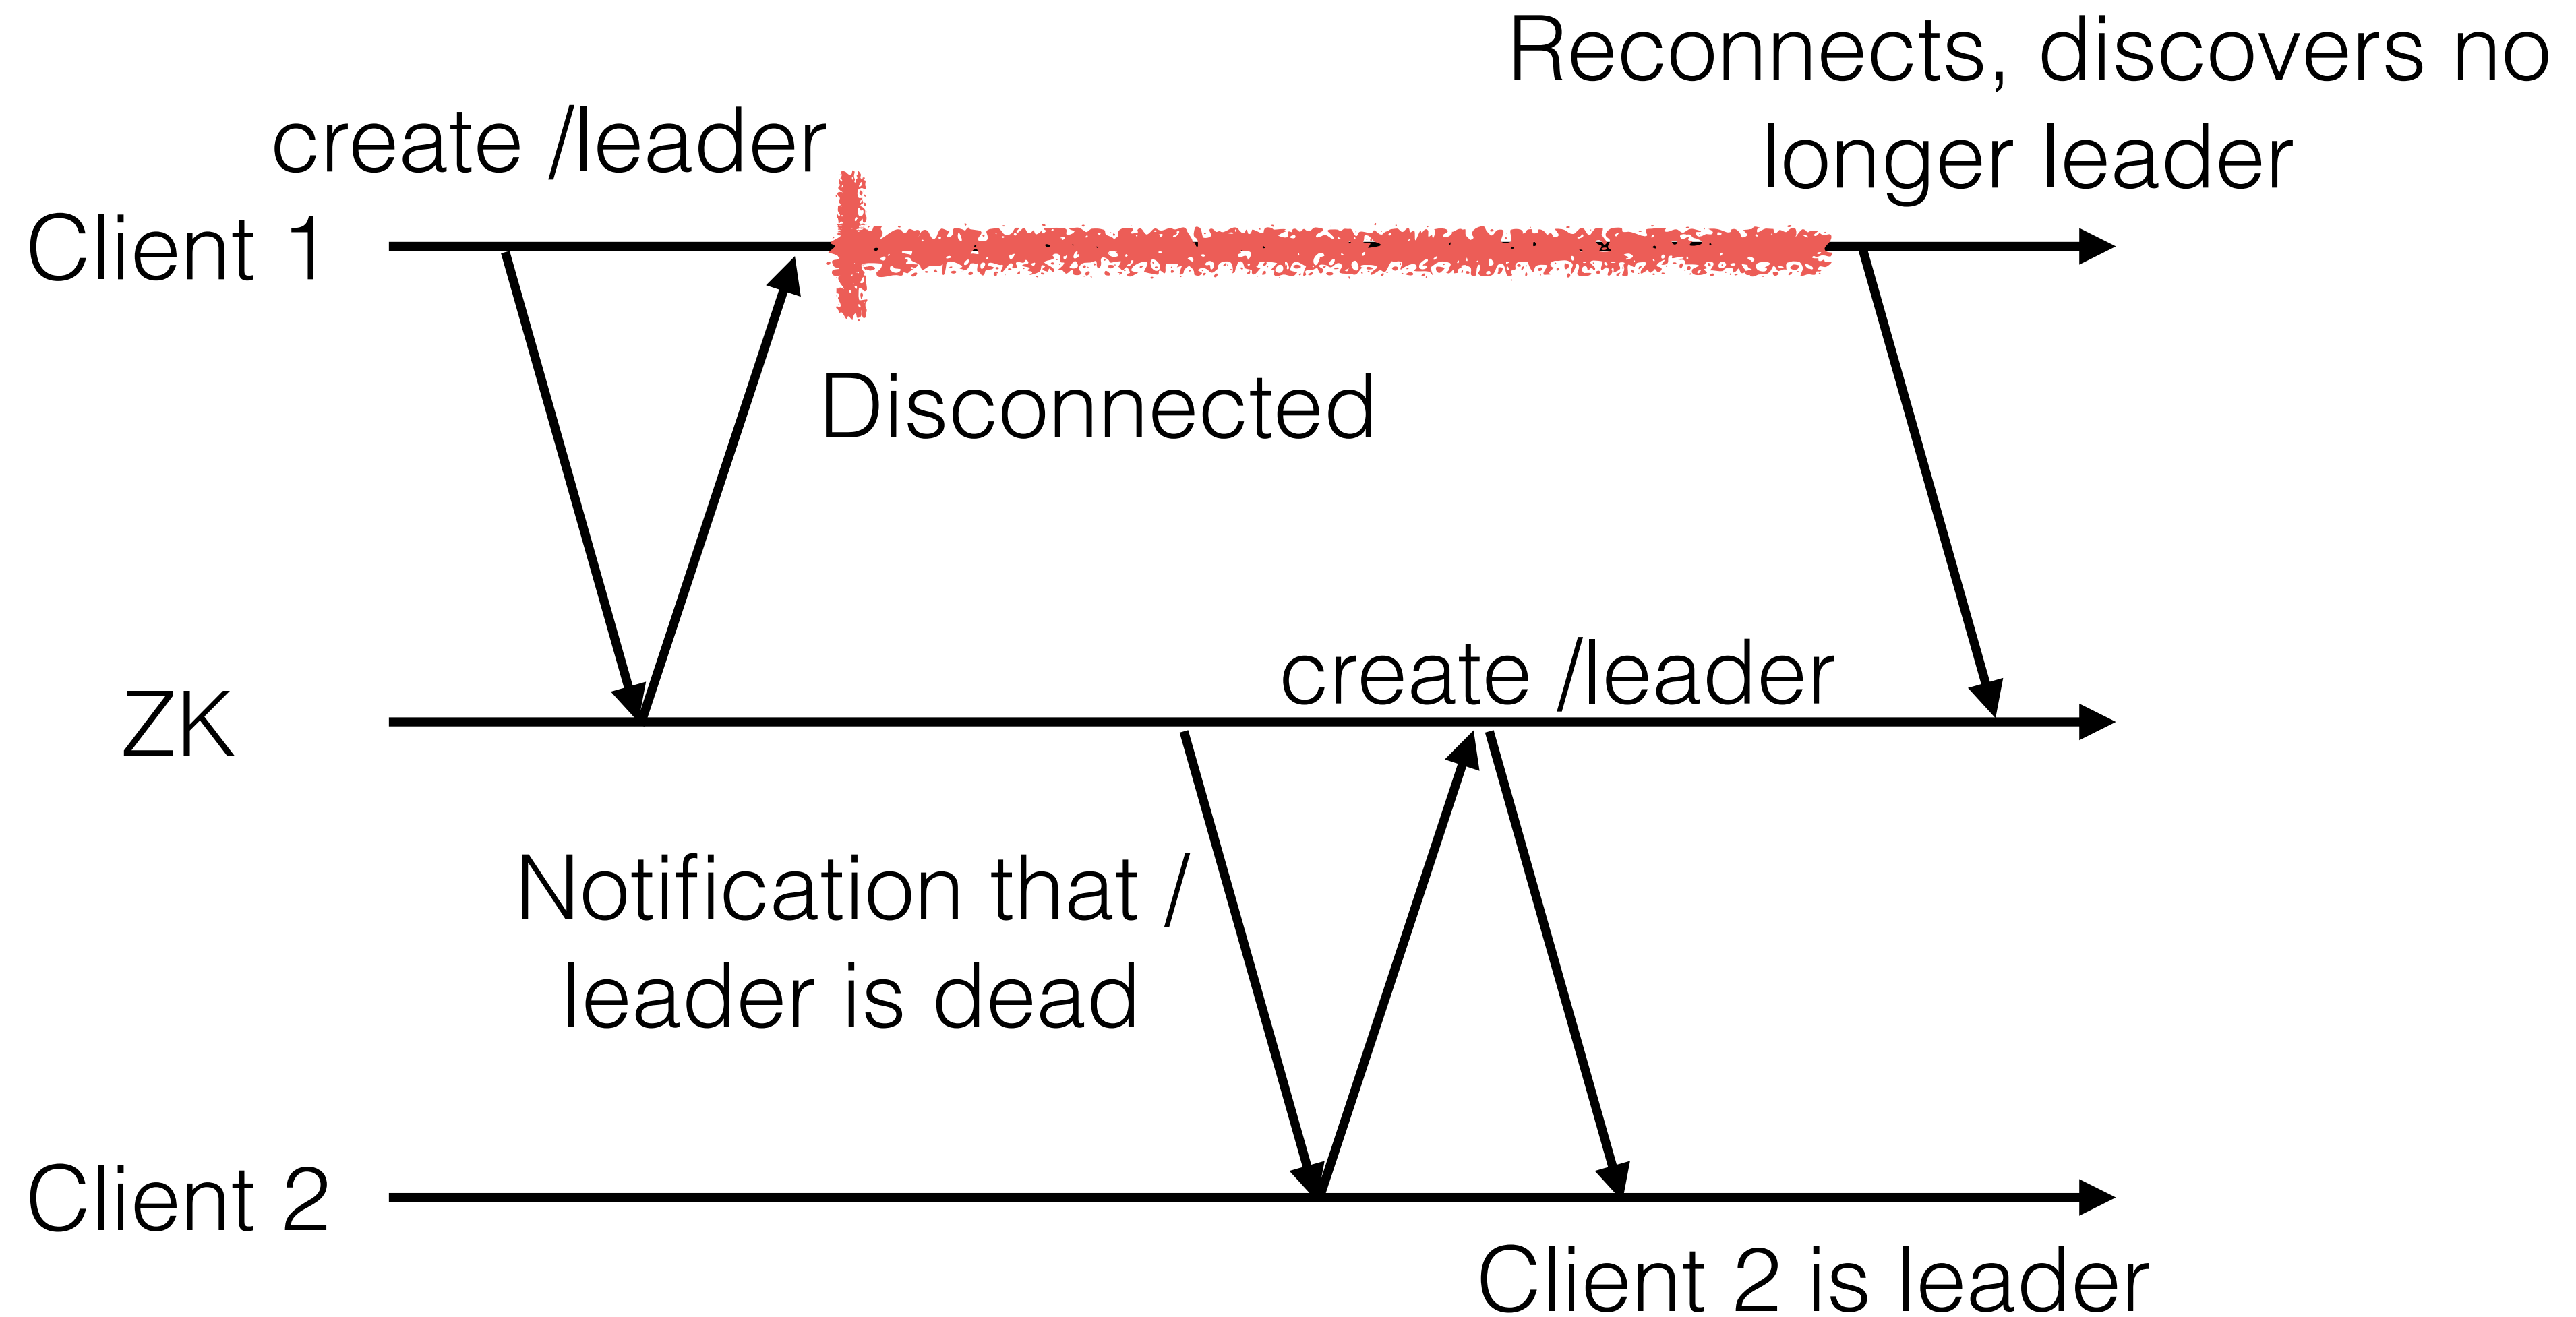 Reconnects, discovers no
longer leader
create /leader
Client 1
Disconnected
create /leader
ZK
Notification that /
leader is dead
Client 2
Client 2 is leader